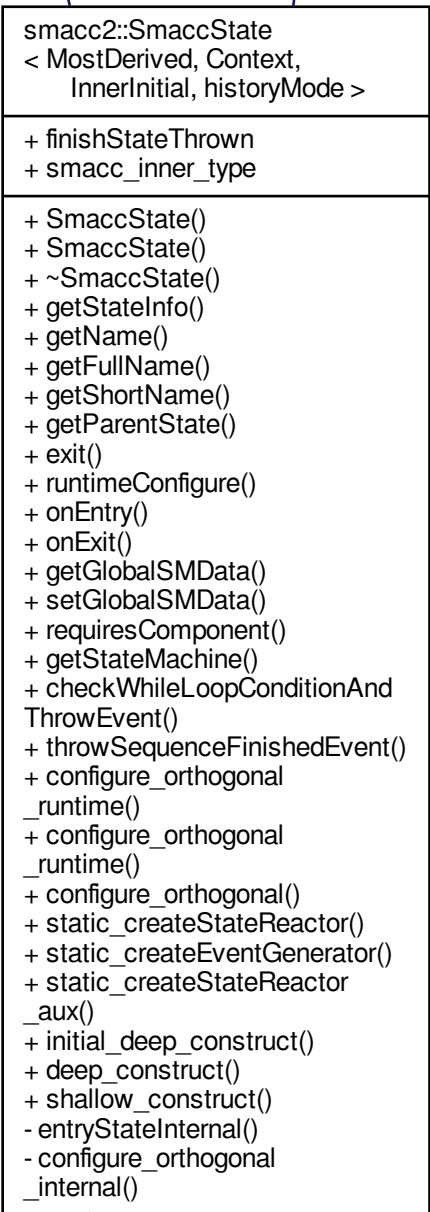 smacc2::SmaccState
< MostDerived, Context,
InnerInitial, historyMode >
+ finishStateThrown
+ smacc_inner_type
+ SmaccState()
+ SmaccState()
+ ~SmaccState()
+ getStateInfo()
+ getName()
+ getFullName()
+ getShortName()
+ getParentState()
+ exit()
+ runtimeConfigure()
+ onEntry()
+ onExit()
+ getGlobalSMData()
+ setGlobalSMData()
+ requiresComponent()
+ getStateMachine()
+ checkWhileLoopConditionAnd
ThrowEvent()
+ throwSequenceFinishedEvent()
+ configure_orthogonal
_runtime()
+ configure_orthogonal
_runtime()
+ configure_orthogonal()
+ static_createStateReactor()
+ static_createEventGenerator()
+ static_createStateReactor
_aux()
+ initial_deep_construct()
+ deep_construct()
+ shallow_construct()
- entryStateInternal()
- configure_orthogonal
_internal()